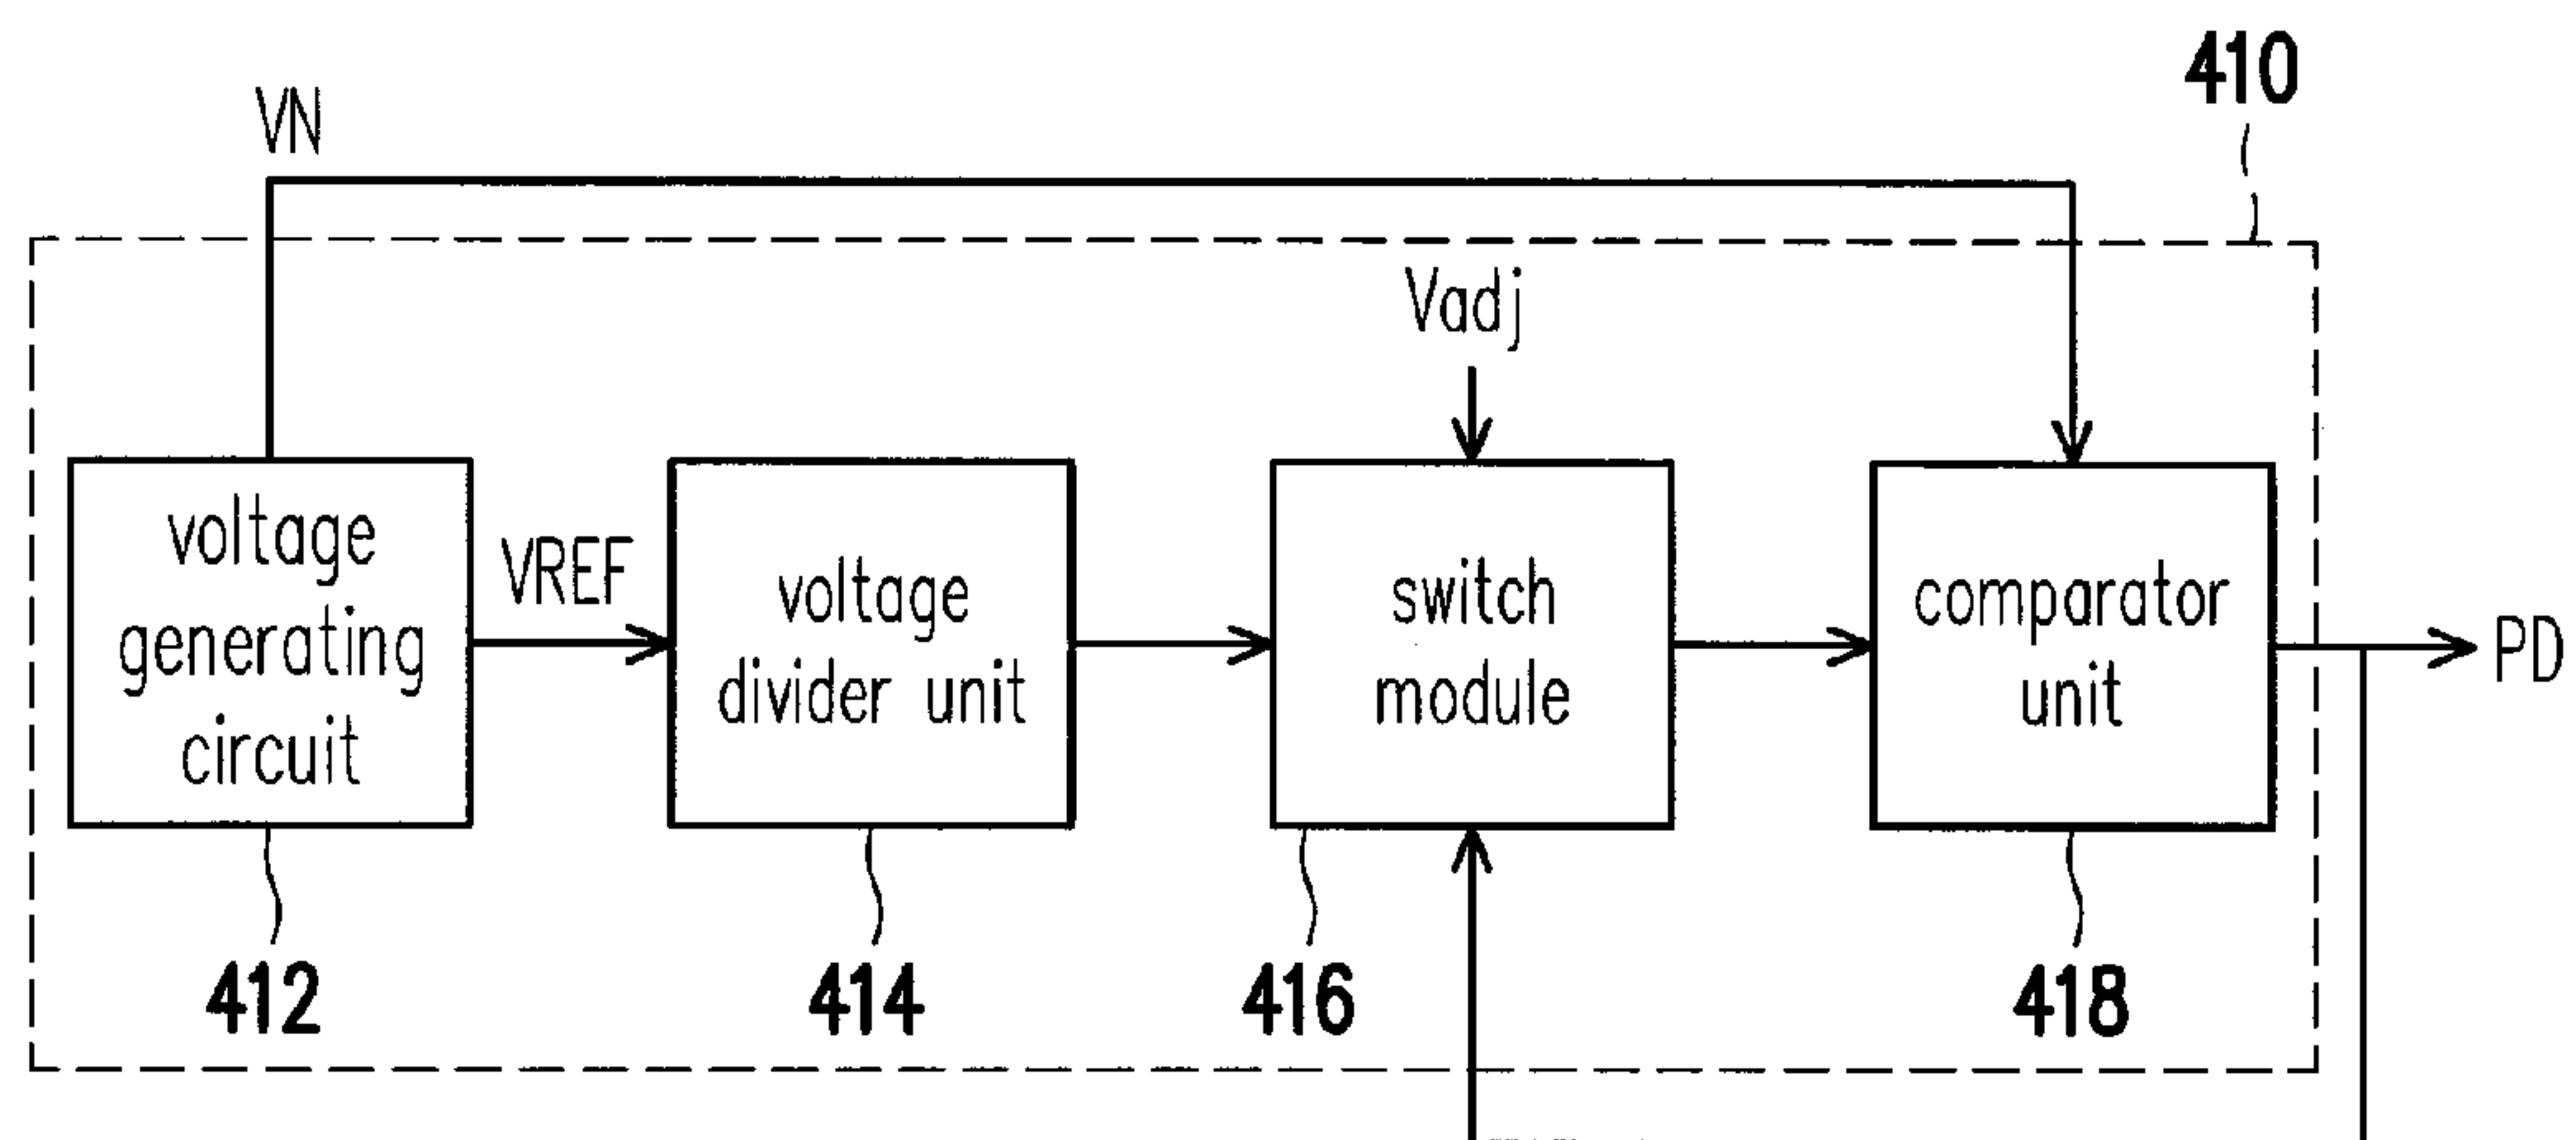 410
VN
Vadj
voltage
generating
circuit
VREF
voltage
divider unit
switch
module
comparator
unit
PD
412
414
416
418